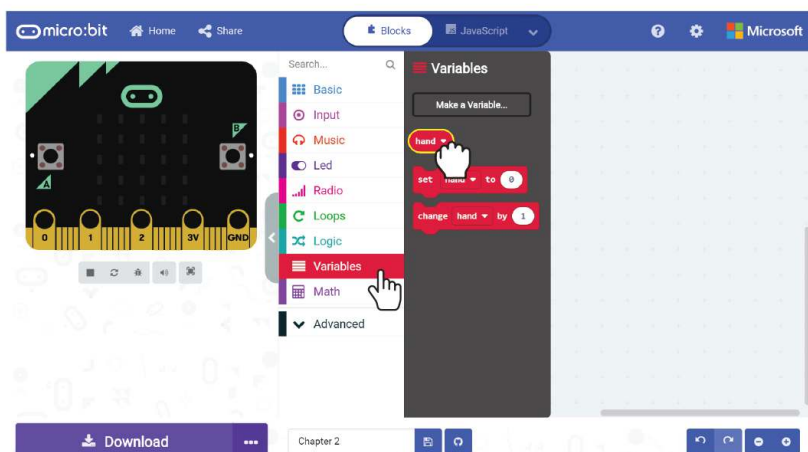 micro:bit Home Share Blocks JavaScript Microsoft
Search...
Basic
Input
Music
Led
Radio
Loops
Logic
Variables
Math
Advanced
Variables
Make a Variable...
hand
set hand to 0
change hand by 1
B
A
0 1 2 3V GND
Download
Chapter 2